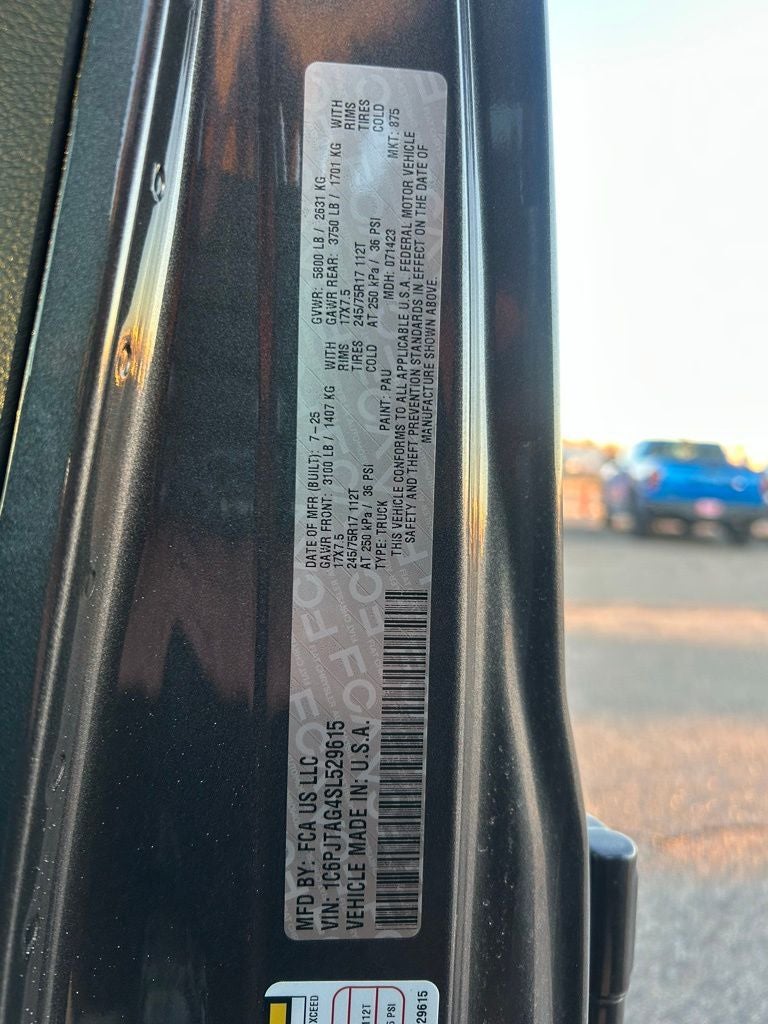 MFD BY: FCA US LLC
VIN: 1C6PJTAG4SL529615
VEHICLE MADE IN: U.S.A.
DATE OF MFR (BUILT): 7-25 GVWR: 5800 LB / 2631 KG
GAWR FRONT: 3100 LB / 1407 KG WITH GAWR REAR: 3750 LB / 1701 KG WITH
17X7.5 RIMS 17X7.5 RIMS
245/75R17 112T TIRES 245/75R17 112T TIRES
AT 250 kPa / 36 PSI COLD AT 250 kPa / 36 PSI COLD
TYPE: TRUCK PAINT: PAU MDH: 071423 MKT: 875
THIS VEHICLE CONFORMS TO ALL APPLICABLE U.S.A. FEDERAL MOTOR VEHICLE
SAFETY AND THEFT PREVENTION STANDARDS IN EFFECT ON THE DATE OF
MANUFACTURE SHOWN ABOVE.
EXCEED
112T
PSI
29615